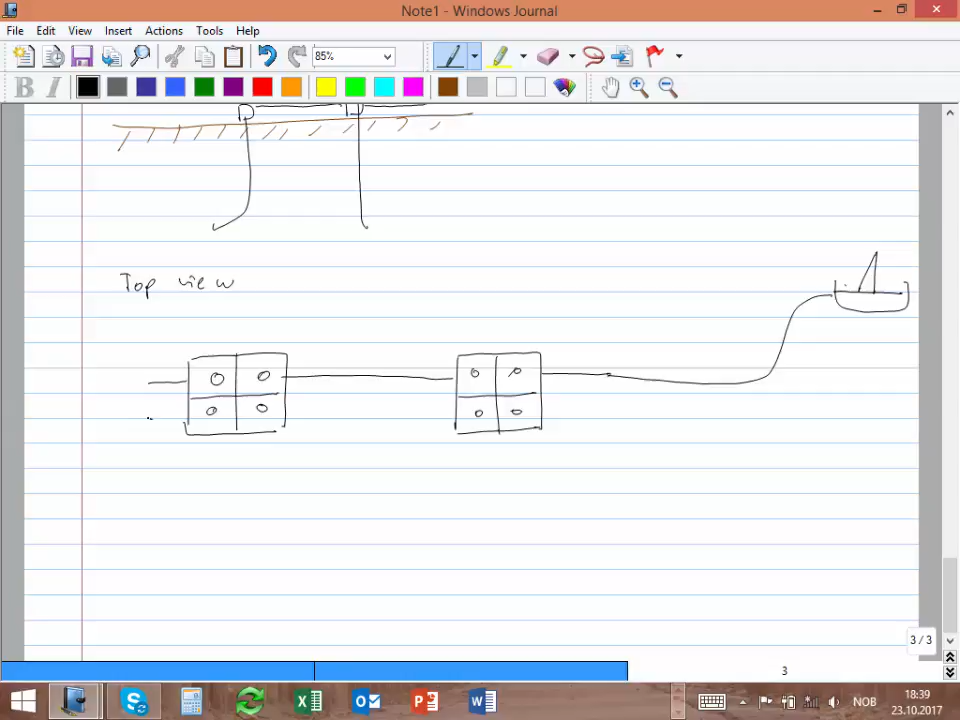 Note1 - Windows Journal
File Edit View Insert Actions Tools Help
85%
B I
Top view
3 / 3
3
NOB
18:39
23.10.2017